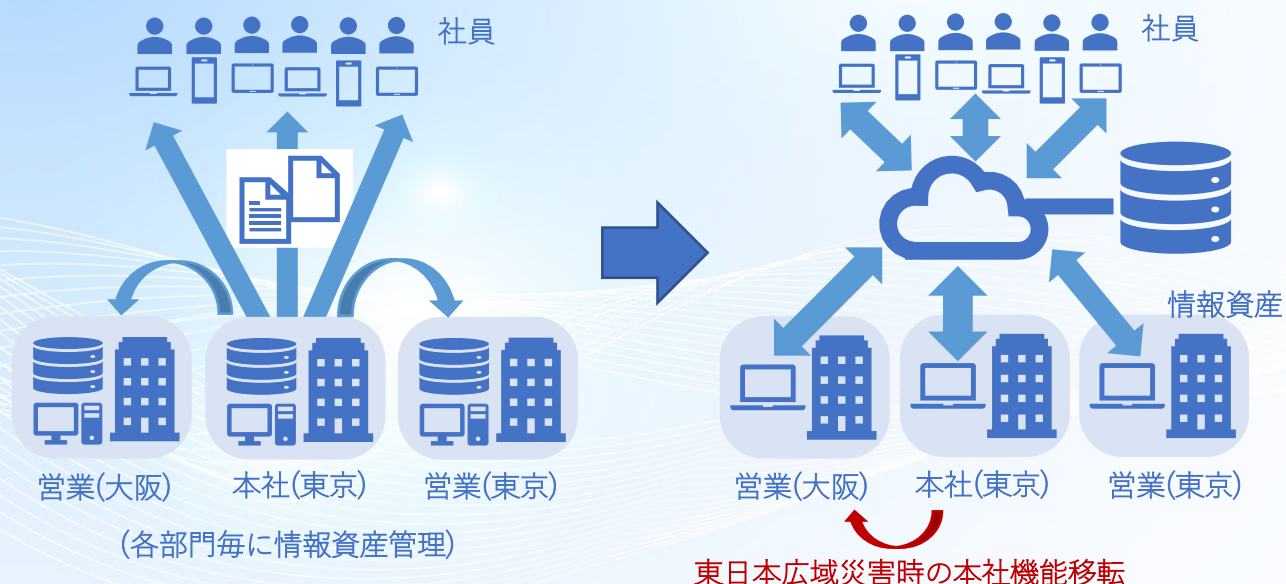 社員
社員
情報資産
営業(大阪)
本社(東京)
営業(東京)
営業(大阪)
本社(東京)
営業(東京)
(各部門毎に情報資産管理)
東日本広域災害時の本社機能移転